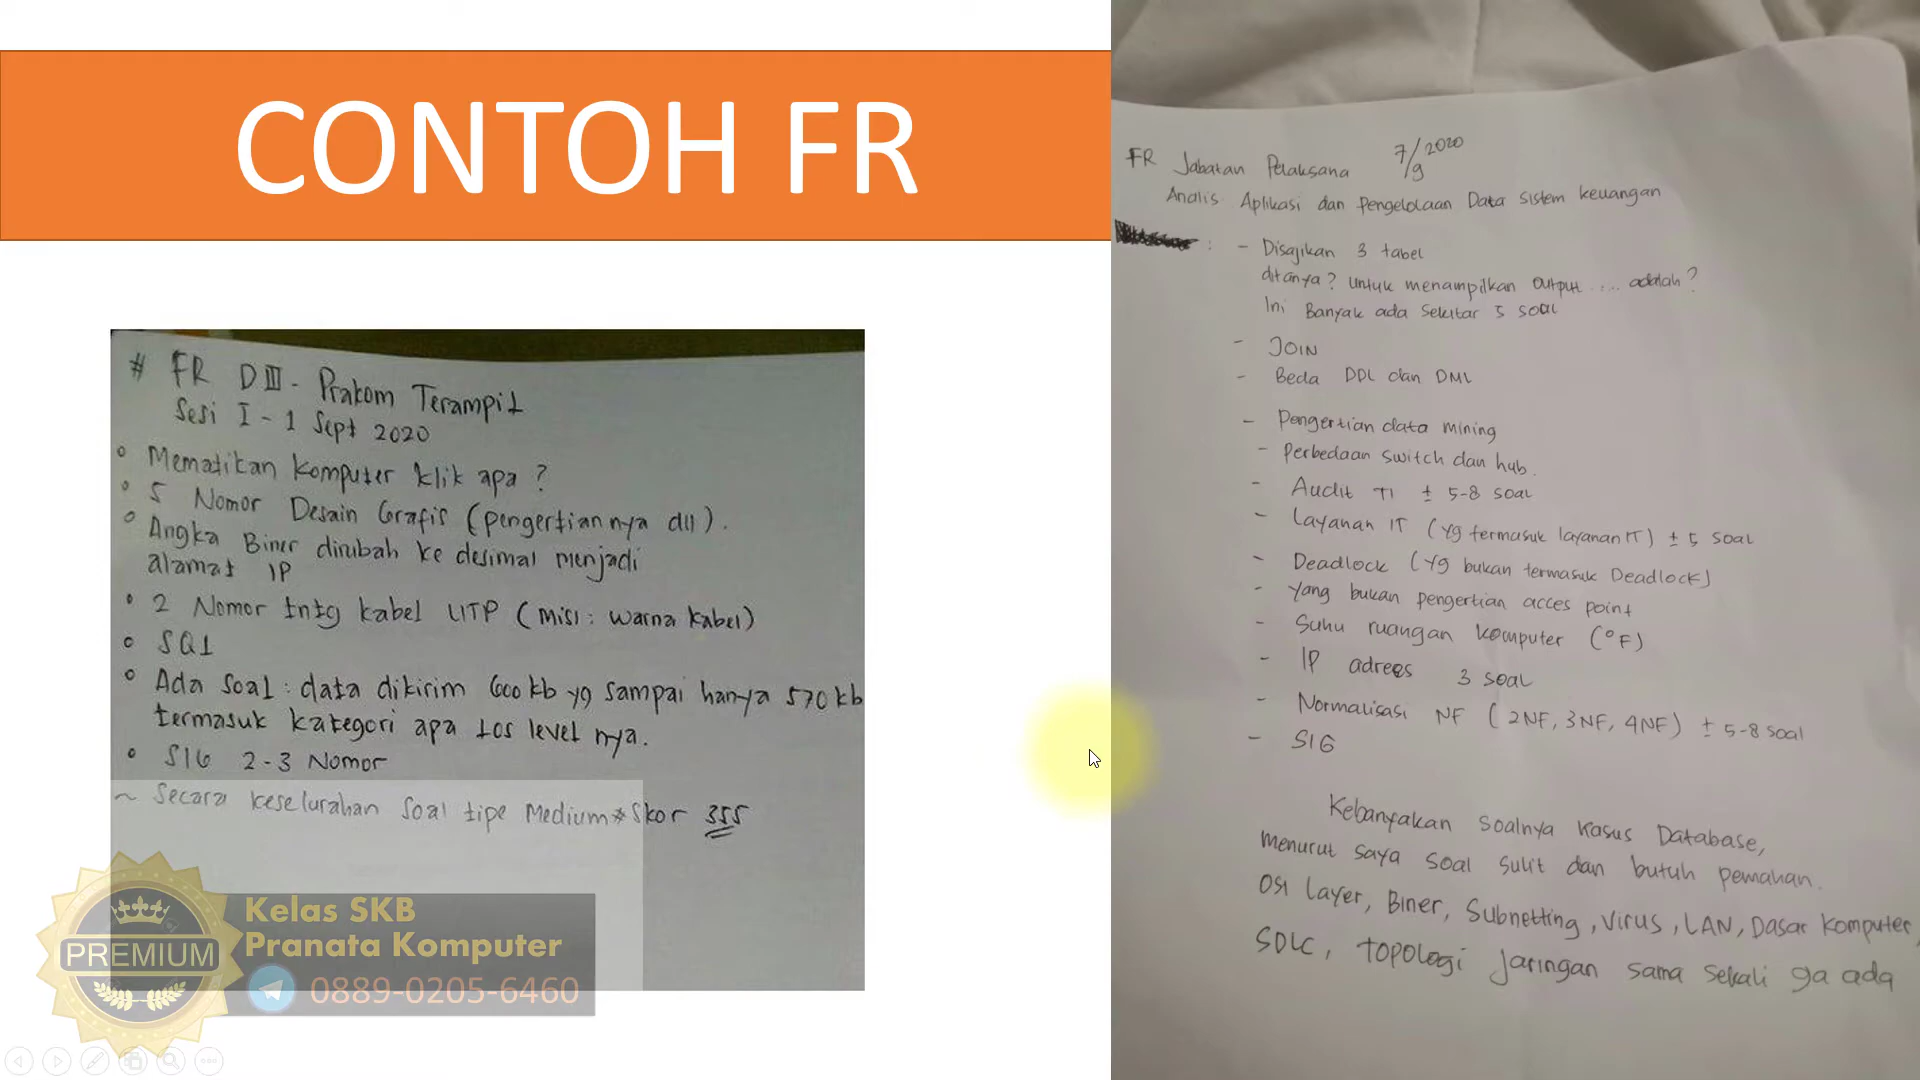 CONTOH FR
# FR DIII - Prakom Terampil
Sesi I - 1 Sept 2020
° Mematikan Komputer klik apa ?
° 5 Nomor Desain Grafis (pengertiannya dll).
° Angka Biner dirubah ke desimal menjadi
alamat IP
° 2 Nomor tntg kabel UTP (Misl: warna kabel)
° SQL
° Ada Soal: data dikirim 600 kb yg sampai hanya 570 kb
termasuk kategori apa los level nya.
° SIG 2-3 Nomor
~ Secara keselurahan Soal tipe Medium * Skor 355
PREMIUM
Kelas SKB
Pranata Komputer
0889-0205-6460
FR Jabatan Pelaksana 7/9 2020
Analis Aplikasi dan Pengelolaan Data Sistem keuangan
: - Disajikan 3 tabel
ditanya? untuk menampilkan output .... adalah?
Ini Banyak ada sekitar 5 soal
- JOIN
- Beda DDL dan DML
- Pengertian data mining
- Perbedaan switch dan hub.
- Audit TI ± 5-8 soal
- Layanan IT (yg termasuk layanan IT) ± 5 soal
- Deadlock (yg bukan termasuk Deadlock)
- Yang bukan pengertian acces point
- Suhu ruangan komputer (°F)
- IP adrees 3 soal
- Normalisasi NF (2NF, 3NF, 4NF) ± 5-8 soal
- SIG
Kebanyakan soalnya kasus Database,
menurut saya soal sulit dan butuh pemahan.
OSI Layer, Biner, Subnetting, Virus, LAN, Dasar komputer,
SDLC, topologi Jaringan sama sekali ga ada